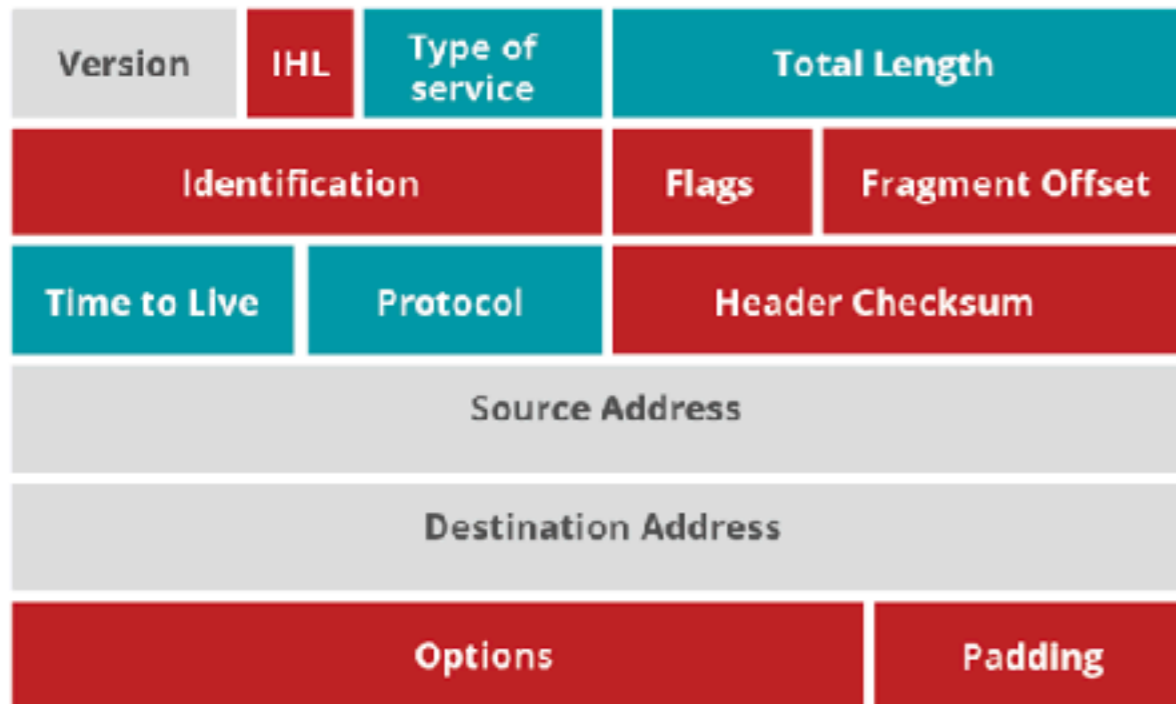 Version
IHL
Type of
service
Total Length
Identification
Flags
Fragment Offset
Time to Live
Protocol
Header Checksum
Source Address
Destination Address
Options
Padding